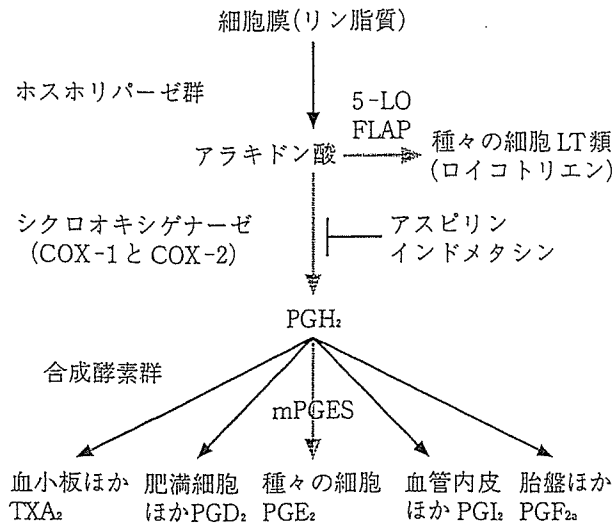 細胞膜(リン脂質)
ホスホリパーゼ群
5-LO
FLAP
アラキドン酸
種々の細胞LT類
(ロイコトリエン)
シクロオキシゲナーゼ
(COX-1とCOX-2)
アスピリン
インドメタシン
PGH₂
合成酵素群
mPGES
血小板ほか
TXA₂
肥満細胞
ほかPGD₂
種々の細胞
PGE₂
血管内皮
ほかPGI₂
胎盤ほか
PGF₂ₐ